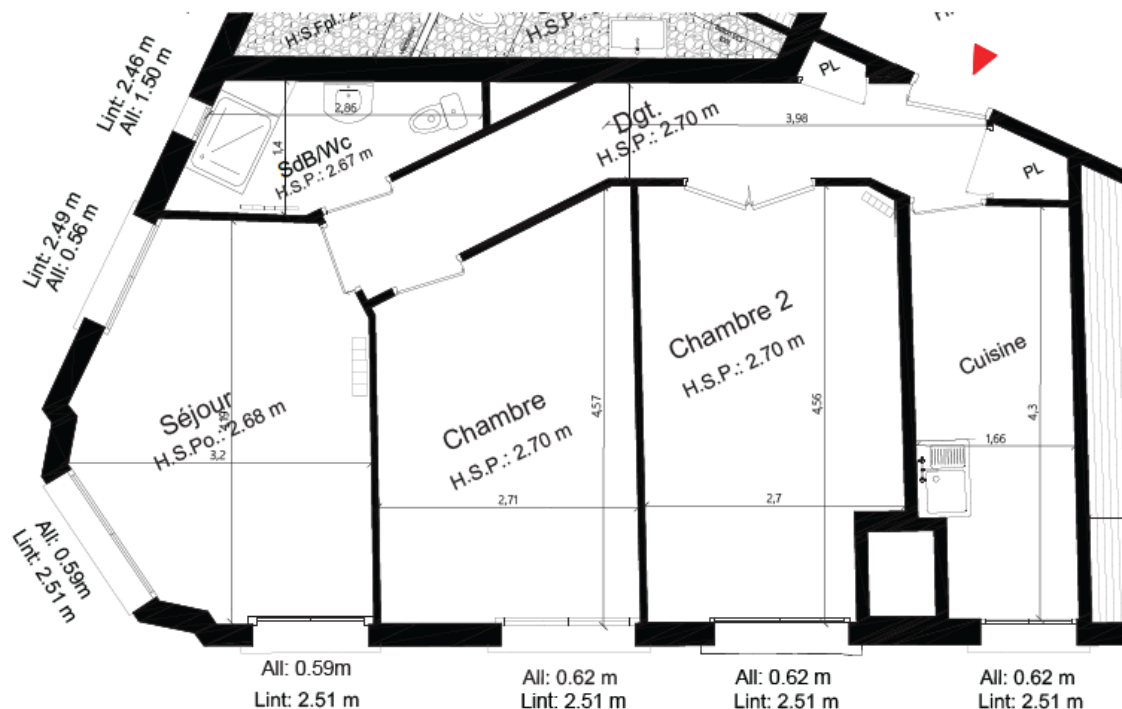 H.S.P.:
Lint: 2.46 m
All: 1.50 m
PL
2,86
1,4
SdB/Wc
H.S.P.: 2.67 m
Dgt.
H.S.P.: 2.70 m
3,98
PL
Lint: 2.49 m
All: 0.56 m
Séjour
H.S.Po.: 2.68 m
3,2
Chambre
H.S.P.: 2.70 m
4,57
2,71
Chambre 2
H.S.P.: 2.70 m
4,56
2,7
Cuisine
4,3
1,66
All: 0.59m
Lint: 2.51 m
All: 0.59m
Lint: 2.51 m
All: 0.62 m
Lint: 2.51 m
All: 0.62 m
Lint: 2.51 m
All: 0.62 m
Lint: 2.51 m